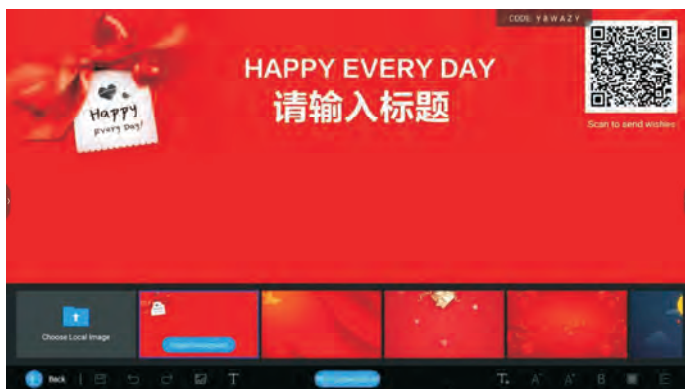 CODE: Y8WAZY
HAPPY EVERY DAY
请输入标题
Happy
Every Day!
Scan to send wishes
Choose Local Image
Back